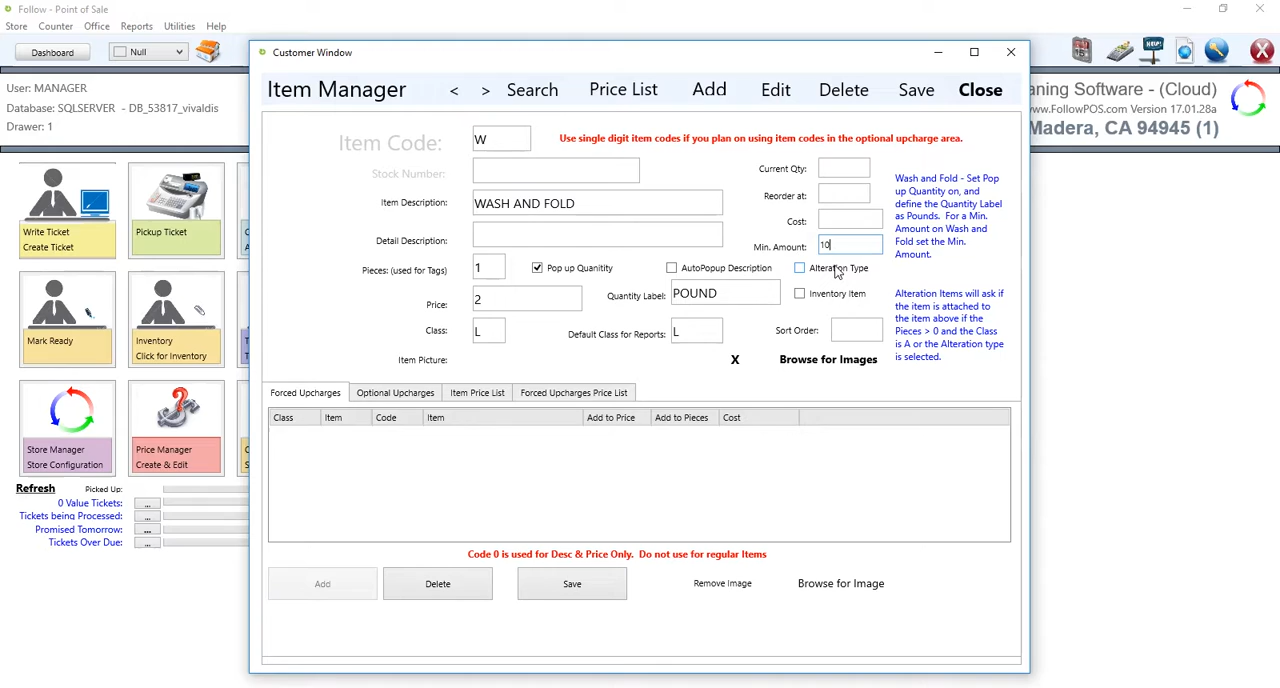 Follow - Point of Sale
Store Counter Office Reports Utilities Help
Dashboard Null
HELP
User: MANAGER
Database: SQLSERVER - DB_53817_vivaldis
Drawer: 1
aning Software - (Cloud)
ww.FollowPOS.com Version 17.01.28a
Madera, CA 94945 (1)
Write Ticket
Create Ticket
Pickup Ticket
Mark Ready
Inventory
Click for Inventory
Store Manager
Store Configuration
Price Manager
Create & Edit
Refresh Picked Up:
0 Value Tickets: ...
Tickets being Processed: ...
Promised Tomorrow: ...
Tickets Over Due: ...
Customer Window
Item Manager < > Search Price List Add Edit Delete Save Close
Item Code: W
Use single digit item codes if you plan on using item codes in the optional upcharge area.
Stock Number:
Current Qty:
Item Description: WASH AND FOLD
Reorder at:
Cost:
Detail Description:
Min. Amount: 10
Wash and Fold - Set Pop
up Quantity on, and
define the Quantity Label
as Pounds. For a Min.
Amount on Wash and
Fold set the Min.
Amount.
Pieces: (used for Tags) 1 Pop up Quanitity AutoPopup Description Alteration Type
Price: 2 Quantity Label: POUND Inventory Item
Class: L Default Class for Reports: L Sort Order:
Alteration Items will ask if
the item is attached to
the item above if the
Pieces > 0 and the Class
is A or the Alteration type
is selected.
Item Picture: X Browse for Images
Forced Upcharges Optional Upcharges Item Price List Forced Upcharges Price List
Class Item Code Item Add to Price Add to Pieces Cost
Code 0 is used for Desc & Price Only. Do not use for regular Items
Add Delete Save Remove Image Browse for Image